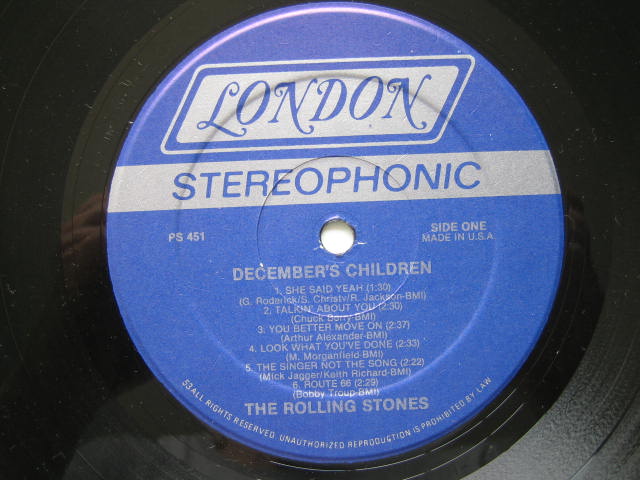 LONDON
STEREOPHONIC
PS 451
SIDE ONE
MADE IN U.S.A
DECEMBER'S CHILDREN
1. SHE SAID YEAH (1:30)
(G. Roderick/S. Christy/R. Jackson-BMI)
2. TALKIN' ABOUT YOU (2:30)
(Chuck Berry-BMI)
3. YOU BETTER MOVE ON (2:37)
(Arthur Alexander-BMI)
4. LOOK WHAT YOU'VE DONE (2:33)
(M. Morganfield-BMI)
5. THE SINGER NOT THE SONG (2:22)
(Mick Jagger/Keith Richard-BMI)
6. ROUTE 66 (2:29)
(Bobby Troup-BMI)
THE ROLLING STONES
53 ALL RIGHTS RESERVED. UNAUTHORIZED REPRODUCTION IS PROHIBITED BY LAW